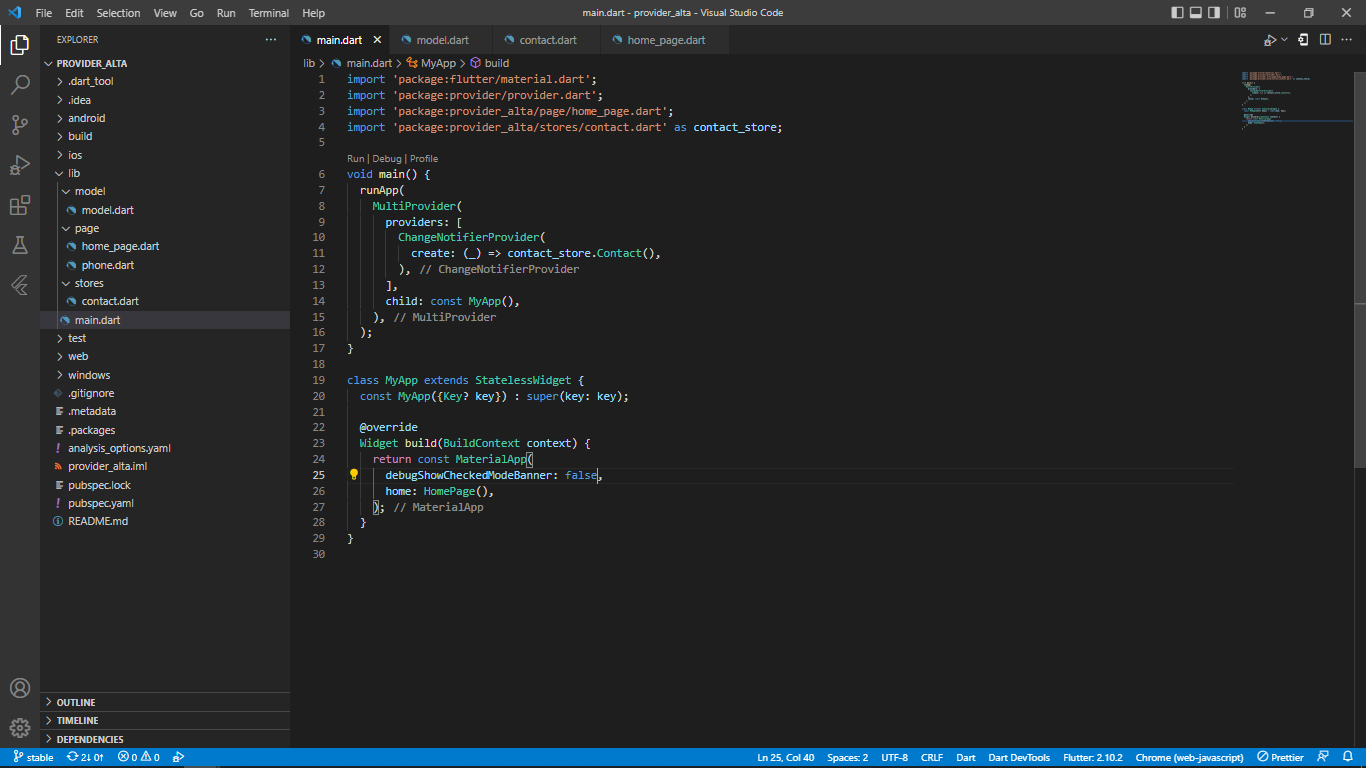 File Edit Selection View Go Run Terminal Help
main.dart - provider_alta - Visual Studio Code
EXPLORER
PROVIDER_ALTA
.dart_tool
.idea
android
build
ios
lib
model
model.dart
page
home_page.dart
phone.dart
stores
contact.dart
main.dart
test
web
windows
.gitignore
.metadata
.packages
analysis_options.yaml
provider_alta.iml
pubspec.lock
pubspec.yaml
README.md
OUTLINE
TIMELINE
DEPENDENCIES
main.dart model.dart contact.dart home_page.dart
lib > main.dart > MyApp > build
1 import 'package:flutter/material.dart';
2 import 'package:provider/provider.dart';
3 import 'package:provider_alta/page/home_page.dart';
4 import 'package:provider_alta/stores/contact.dart' as contact_store;
5
Run | Debug | Profile
6 void main() {
7 runApp(
8 MultiProvider(
9 providers: [
10 ChangeNotifierProvider(
11 create: (_) => contact_store.Contact(),
12 ), // ChangeNotifierProvider
13 ],
14 child: const MyApp(),
15 ), // MultiProvider
16 );
17 }
18
19 class MyApp extends StatelessWidget {
20 const MyApp({Key? key}) : super(key: key);
21
22 @override
23 Widget build(BuildContext context) {
24 return const MaterialApp(
25 debugShowCheckedModeBanner: false,
26 home: HomePage(),
27 ); // MaterialApp
28 }
29 }
30
stable 2↓ 0↑ 0 0 Ln 25, Col 40 Spaces: 2 UTF-8 CRLF Dart Dart DevTools Flutter: 2.10.2 Chrome (web-javascript) Prettier